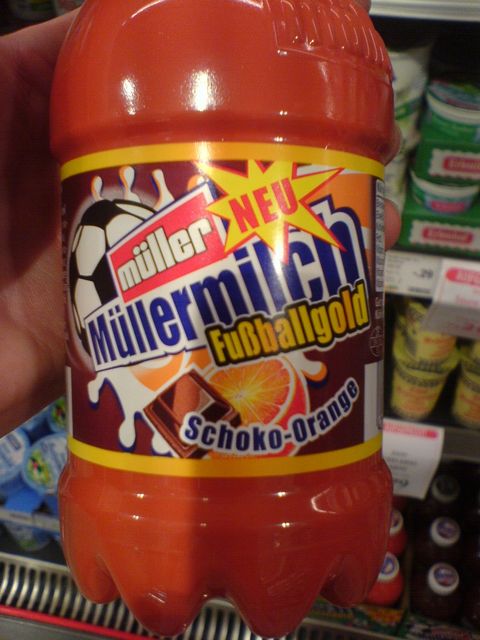 NEU
müller
Müllermilch
Fußballgold
Schoko-Orange